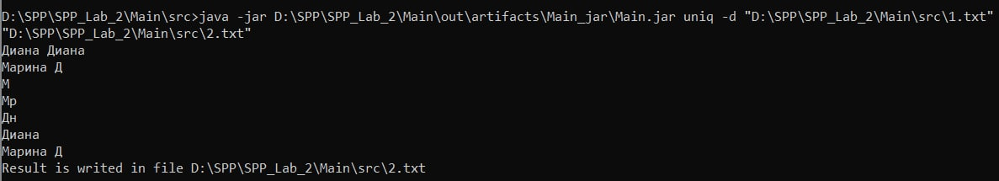 D:\SPP\SPP_Lab_2\Main\src>java -jar D:\SPP\SPP_Lab_2\Main\out\artifacts\Main_jar\Main.jar uniq -d "D:\SPP\SPP_Lab_2\Main\src\1.txt"
"D:\SPP\SPP_Lab_2\Main\src\2.txt"
Диана Диана
Марина Д
М
Мр
Дн
Диана
Марина Д
Result is writed in file D:\SPP\SPP_Lab_2\Main\src\2.txt